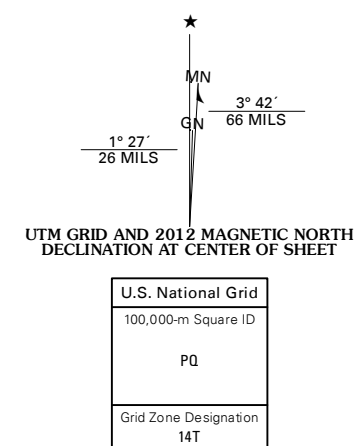 ★
MN
3° 42´
66 MILS
GN
1° 27´
26 MILS
UTM GRID AND 2012 MAGNETIC NORTH
DECLINATION AT CENTER OF SHEET
U.S. National Grid
100,000-m Square ID
PQ
Grid Zone Designation
14T